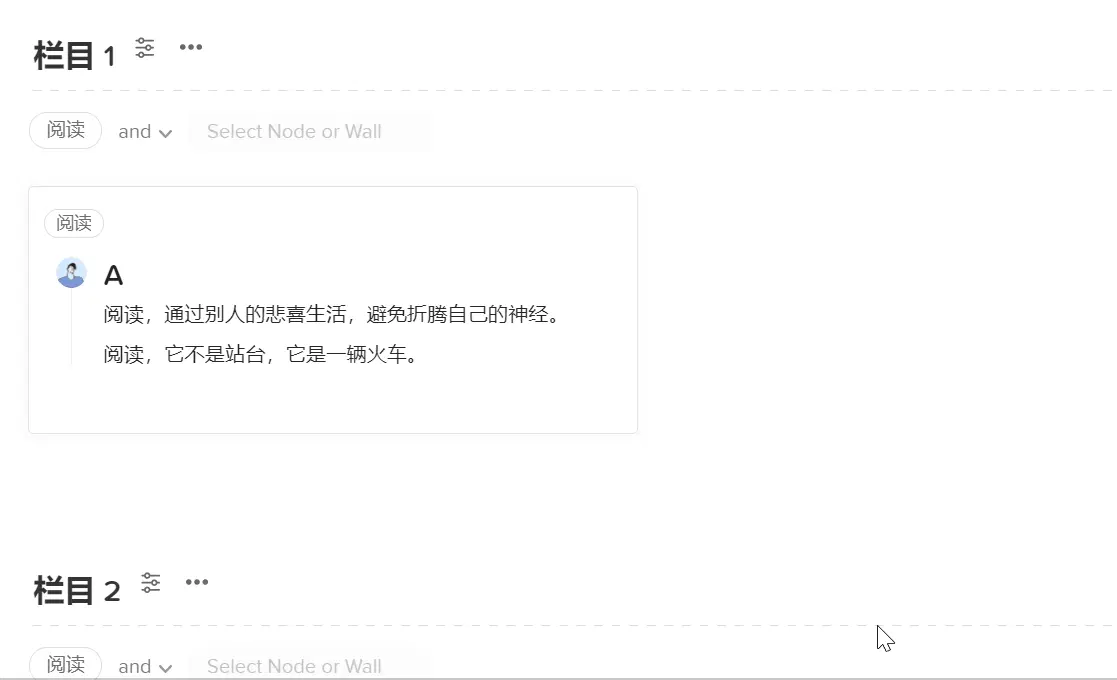 栏目 1
阅读 and Select Node or Wall
阅读
A
阅读，通过别人的悲喜生活，避免折腾自己的神经。
阅读，它不是站台，它是一辆火车。
栏目 2
阅读 and Select Node or Wall